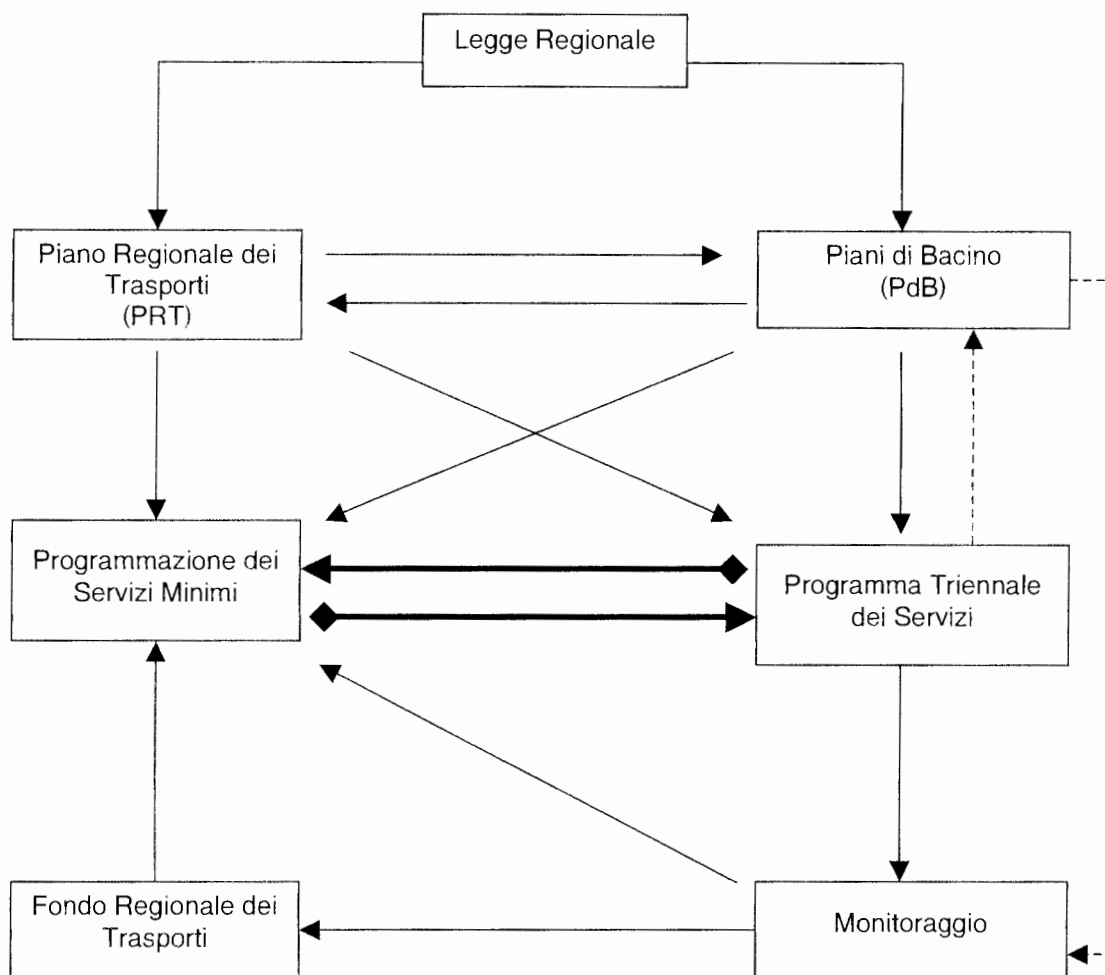 Legge Regionale
Piano Regionale dei
Trasporti
(PRT)
Piani di Bacino
(PdB)
Programmazione dei
Servizi Minimi
Programma Triennale
dei Servizi
Fondo Regionale dei
Trasporti
Monitoraggio